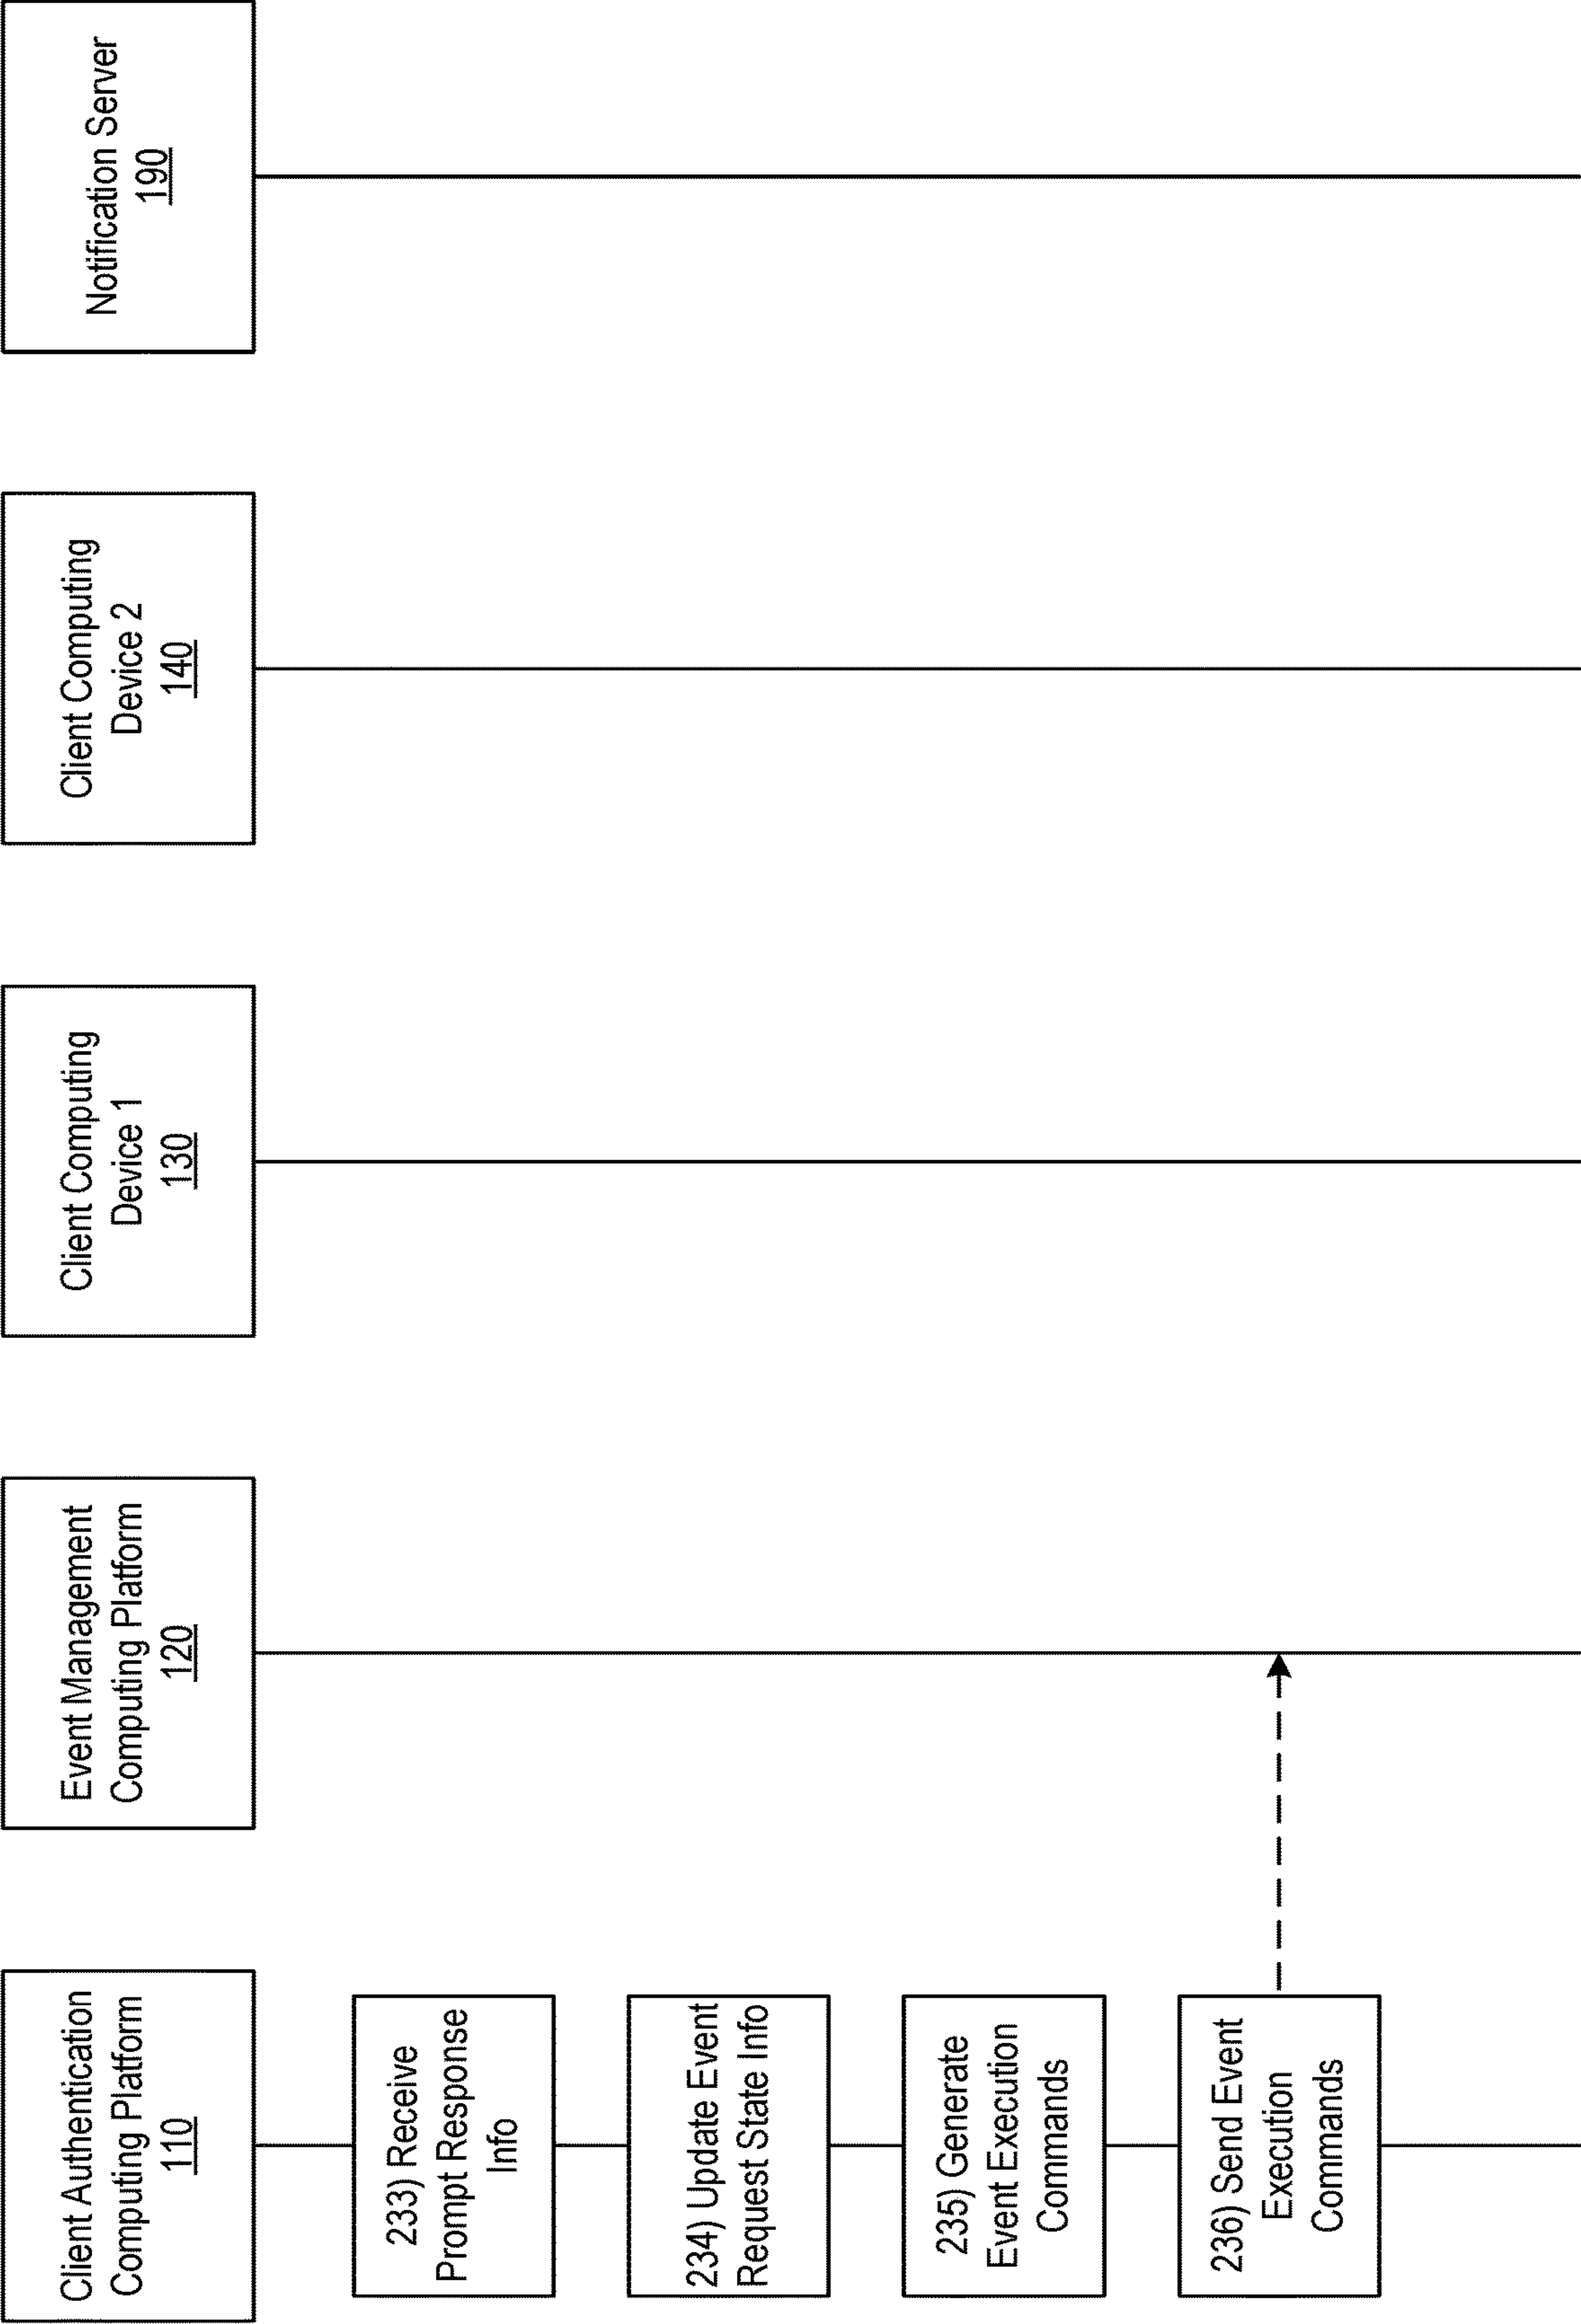 Client Authentication
Computing Platform
110
Event Management
Computing Platform
120
Client Computing
Device 1
130
Client Computing
Device 2
140
Notification Server
190
233) Receive
Prompt Response
Info
234) Update Event
Request State Info
235) Generate
Event Execution
Commands
236) Send Event
Execution
Commands